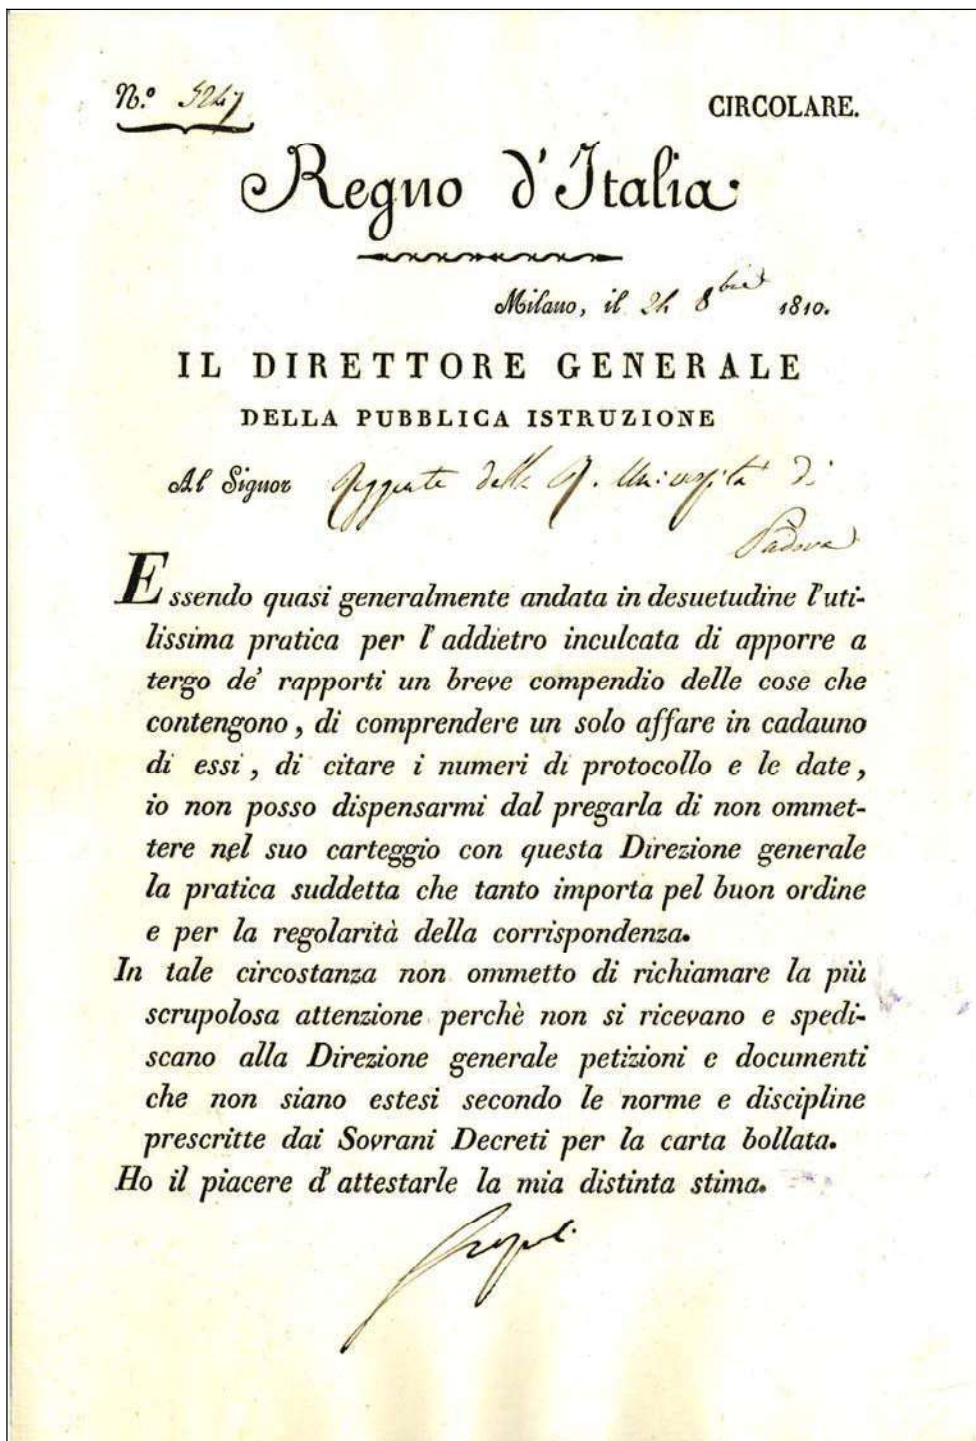 N.º 5247
CIRCOLARE.
Regno d'Italia
Milano, il 24 8bre 1810.
IL DIRETTORE GENERALE
DELLA PUBBLICA ISTRUZIONE
Al Signor Reggente della R. Università di
Padova
Essendo quasi generalmente andata in desuetudine l'uti-
lissima pratica per l'addietro inculcata di apporre a
tergo de' rapporti un breve compendio delle cose che
contengono, di comprendere un solo affare in cadauno
di essi, di citare i numeri di protocollo e le date,
io non posso dispensarmi dal pregarla di non ommet-
tere nel suo carteggio con questa Direzione generale
la pratica suddetta che tanto importa pel buon ordine
e per la regolarità della corrispondenza.
In tale circostanza non ommetto di richiamare la più
scrupolosa attenzione perchè non si ricevano e spedi-
scano alla Direzione generale petizioni e documenti
che non siano estesi secondo le norme e discipline
prescritte dai Sovrani Decreti per la carta bollata.
Ho il piacere d'attestarle la mia distinta stima.